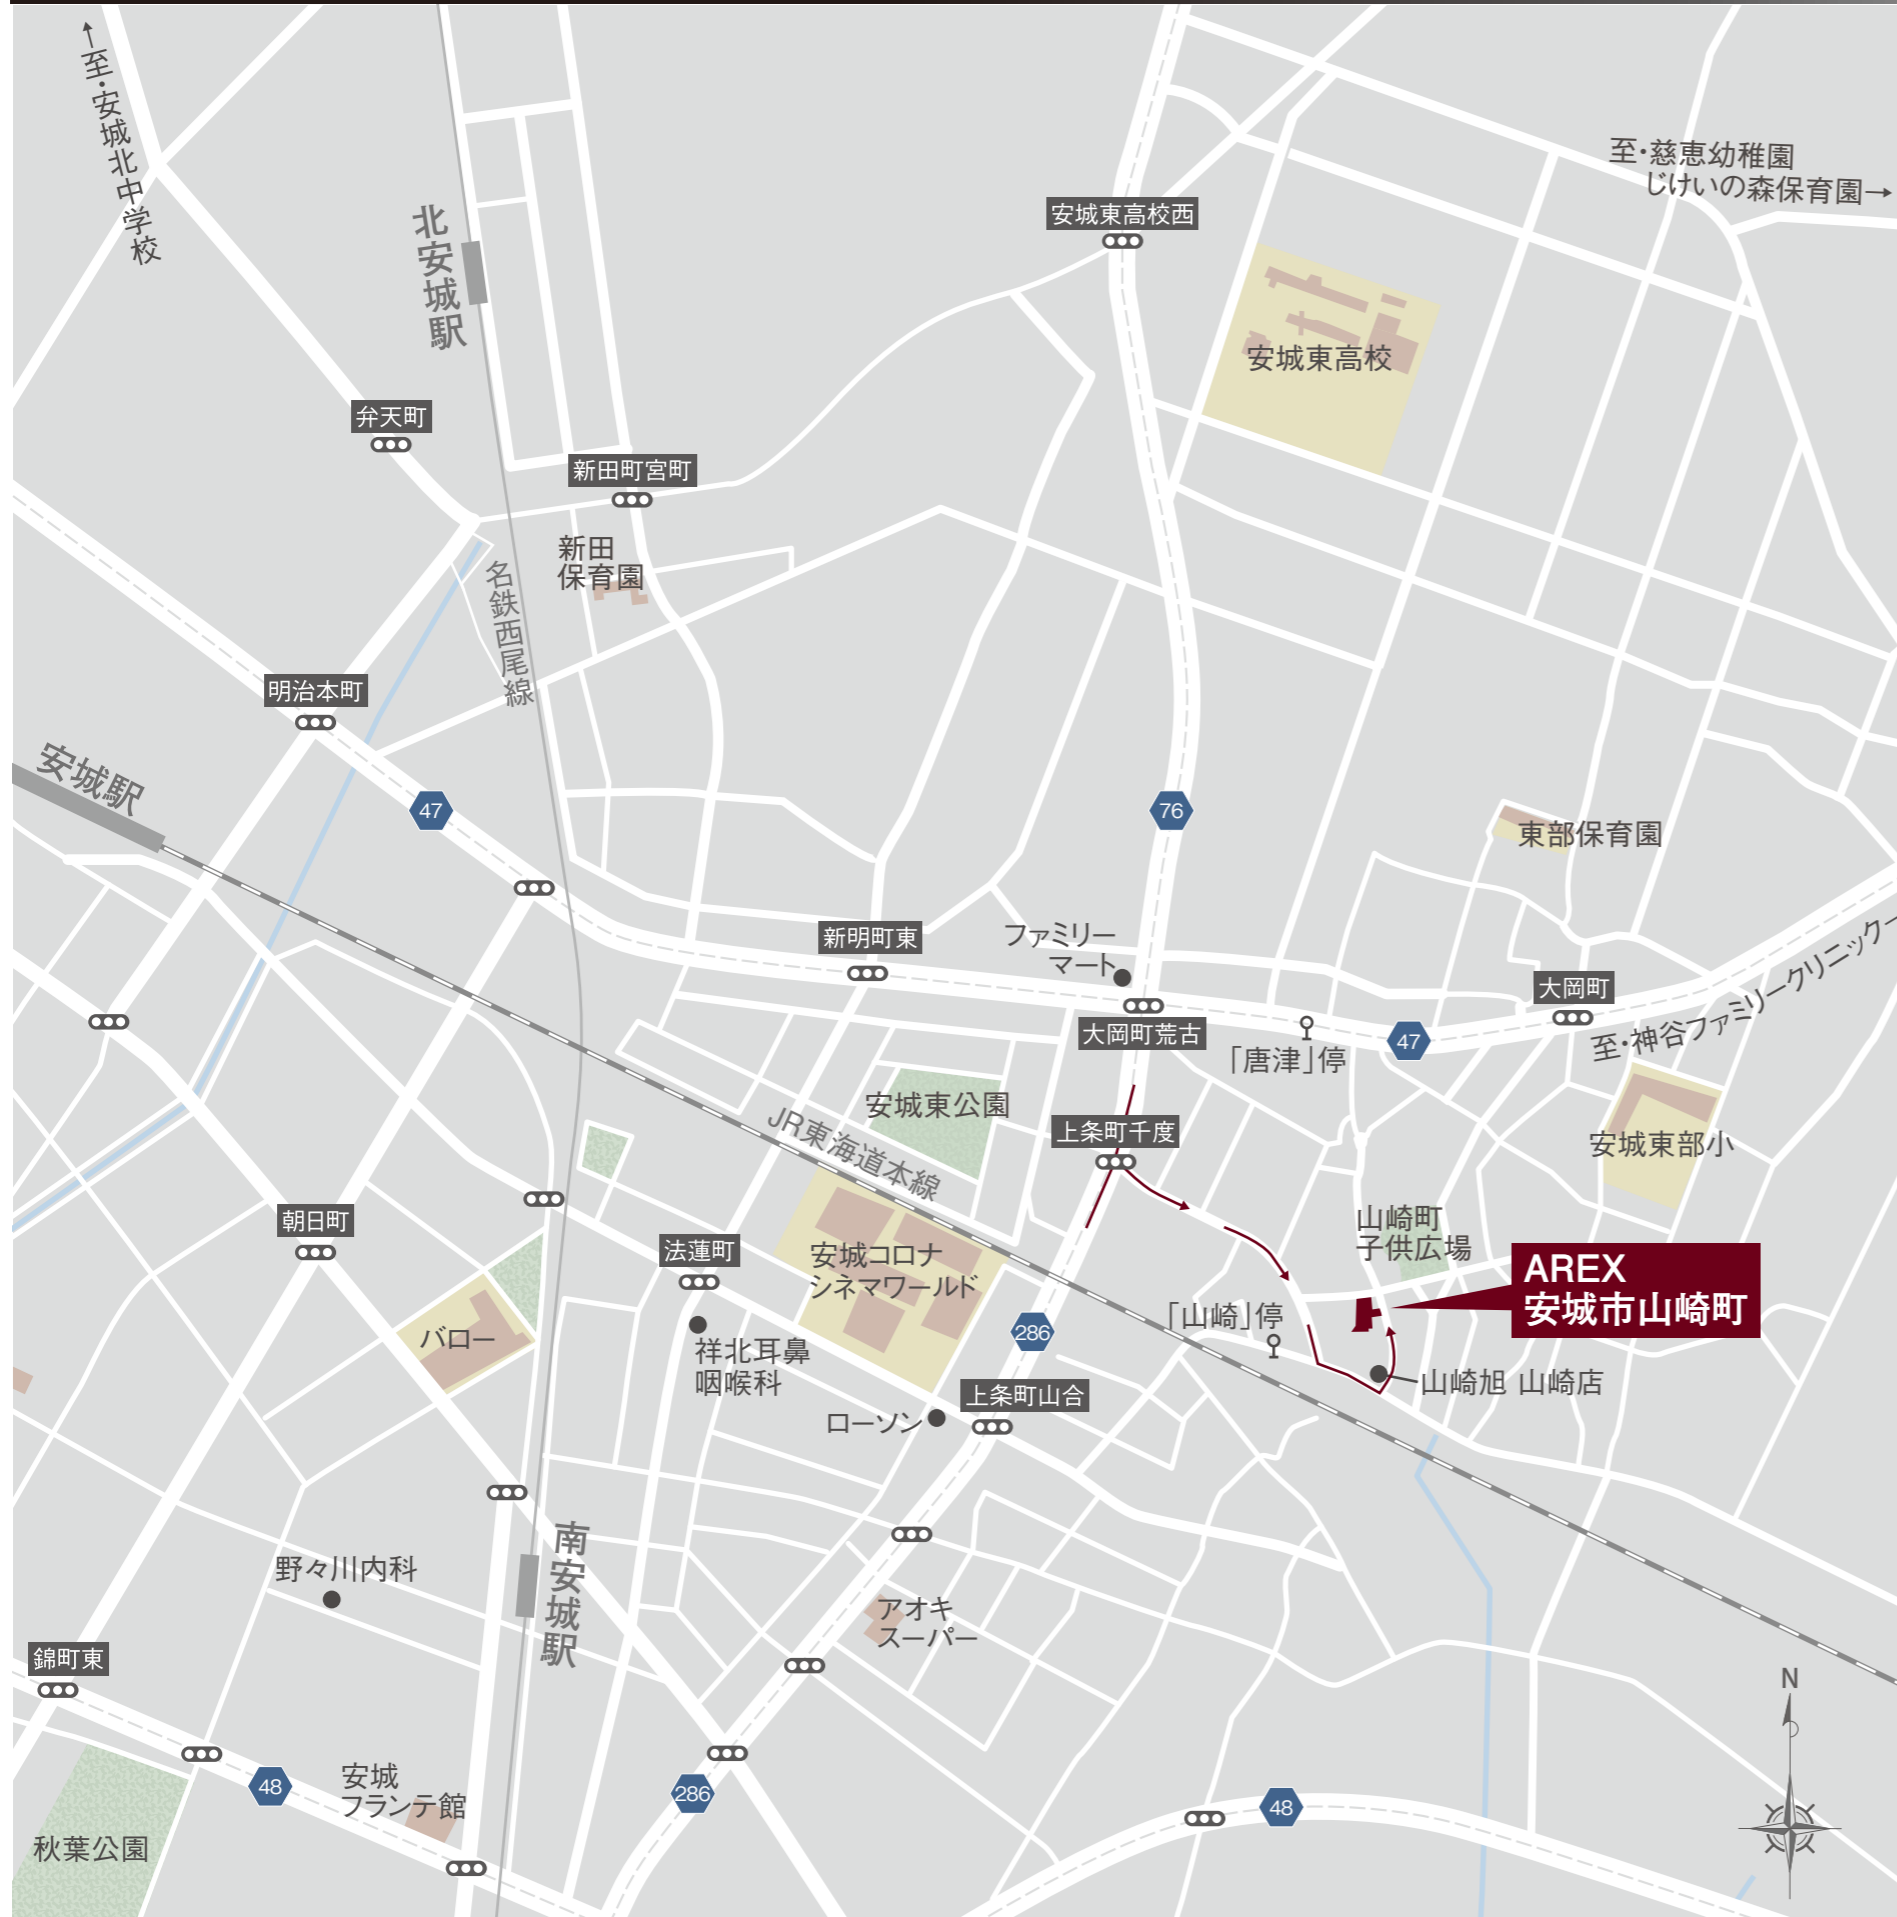 ←至・安城北中学校
至・慈恵幼稚園
じけいの森保育園→
安城東高校西
北安城駅
安城東高校
弁天町
新田町宮町
新田
保育園
名鉄西尾線
明治本町
安城駅
47
76
東部保育園
新明町東
ファミリー
マート
大岡町
大岡町荒古
「唐津」停
47
至・神谷ファミリークリニック
安城東公園
JR東海道本線
上条町千度
安城東部小
朝日町
法蓮町
安城コロナ
シネマワールド
山崎町
子供広場
AREX
安城市山崎町
「山崎」停
286
バロー
祥北耳鼻
咽喉科
山崎旭 山崎店
上条町山合
ローソン
南安城駅
野々川内科
アオキ
スーパー
錦町東
N
48
安城
フランテ館
286
48
秋葉公園